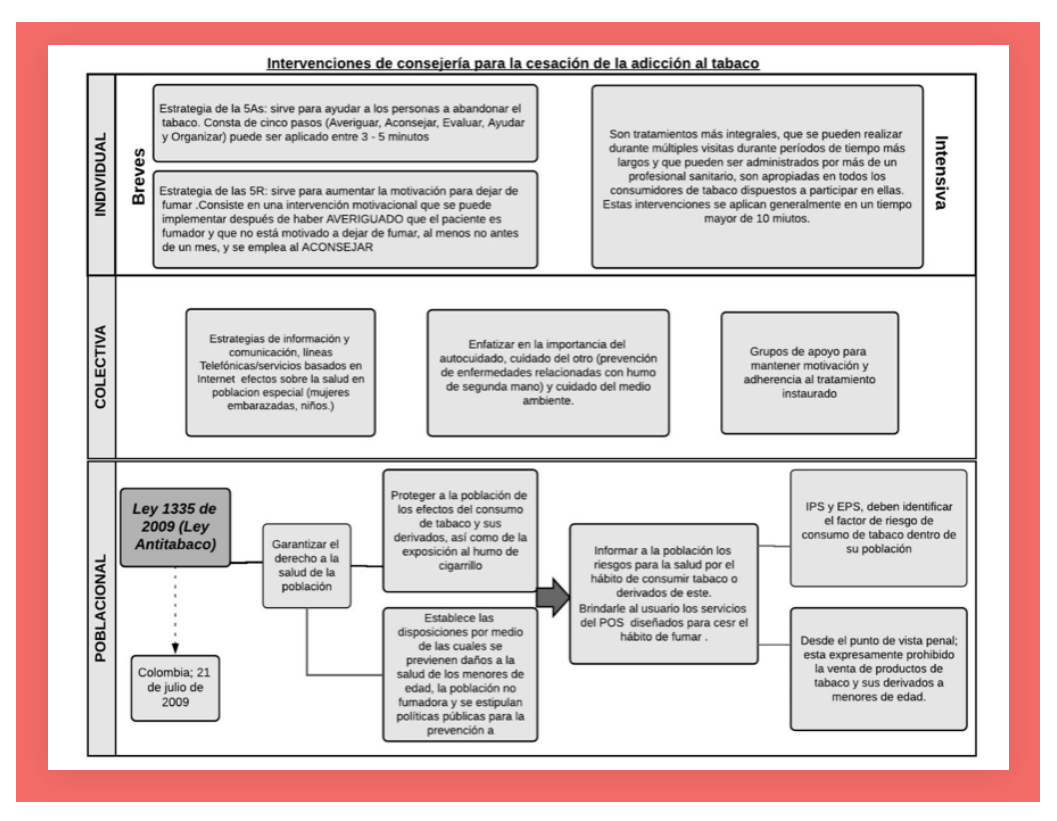 Intervenciones de consejería para la cesación de la adicción al tabaco
INDIVIDUAL
Breves
Estrategia de la 5As: sirve para ayudar a los personas a abandonar el
tabaco. Consta de cinco pasos (Averiguar, Aconsejar, Evaluar, Ayudar
y Organizar) puede ser aplicado entre 3 - 5 minutos
Estrategia de las 5R: sirve para aumentar la motivación para dejar de
fumar .Consiste en una intervención motivacional que se puede
implementar después de haber AVERIGUADO que el paciente es
fumador y que no está motivado a dejar de fumar, al menos no antes
de un mes, y se emplea al ACONSEJAR
Son tratamientos más integrales, que se pueden realizar
durante múltiples visitas durante períodos de tiempo más
largos y que pueden ser administrados por más de un
profesional sanitario, son apropiadas en todos los
consumidores de tabaco dispuestos a participar en ellas.
Estas intervenciones se aplican generalmente en un tiempo
mayor de 10 miutos.
Intensiva
COLECTIVA
Estrategias de información y
comunicación, líneas
Telefónicas/servicios basados en
Internet efectos sobre la salud en
poblacion especial (mujeres
embarazadas, niños.)
Enfatizar en la importancia del
autocuidado, cuidado del otro (prevención
de enfermedades relacionadas con humo
de segunda mano) y cuidado del medio
ambiente.
Grupos de apoyo para
mantener motivación y
adherencia al tratamiento
instaurado
POBLACIONAL
Ley 1335 de
2009 (Ley
Antitabaco)
Colombia; 21
de julio de
2009
Garantizar el
derecho a la
salud de la
población
Proteger a la población de
los efectos del consumo
de tabaco y sus
derivados, así como de la
exposición al humo de
cigarrillo
Establece las
disposiciones por medio
de las cuales se
previenen daños a la
salud de los menores de
edad, la población no
fumadora y se estipulan
políticas públicas para la
prevención a
Informar a la población los
riesgos para la salud por el
hábito de consumir tabaco o
derivados de este.
Brindarle al usuario los servicios
del POS diseñados para cesr el
hábito de fumar .
IPS y EPS, deben identificar
el factor de riesgo de
consumo de tabaco dentro de
su población
Desde el punto de vista penal;
esta expresamente prohibido
la venta de productos de
tabaco y sus derivados a
menores de edad.